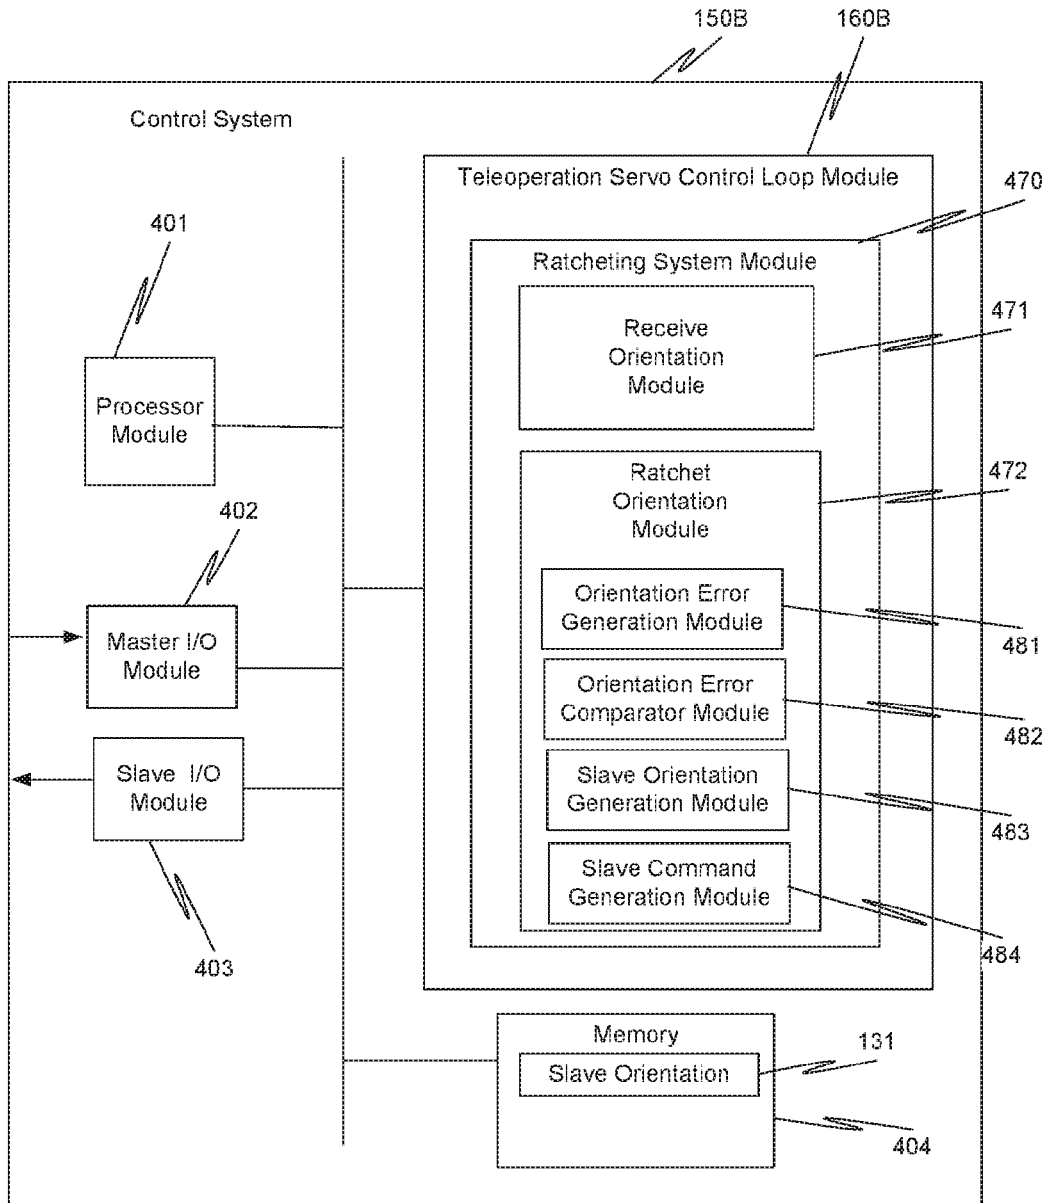 150B
160B
Control System
Teleoperation Servo Control Loop Module
470
401
Ratcheting System Module
471
Receive
Orientation
Module
Processor
Module
Ratchet
Orientation
Module
472
402
Orientation Error
Generation Module
481
Master I/O
Module
Orientation Error
Comparator Module
482
Slave I/O
Module
Slave Orientation
Generation Module
483
Slave Command
Generation Module
484
403
Memory
131
Slave Orientation
404